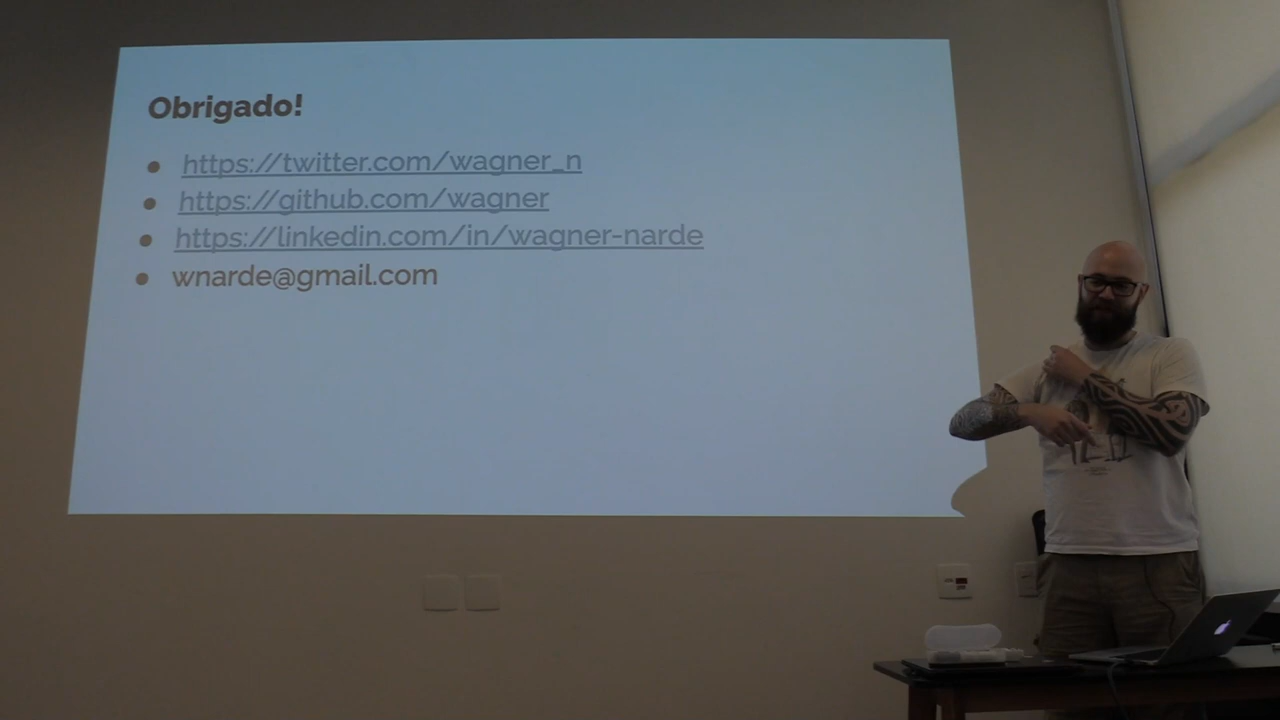 Obrigado!
https://twitter.com/wagner_n
https://github.com/wagner
https://linkedin.com/in/wagner-narde
wnarde@gmail.com